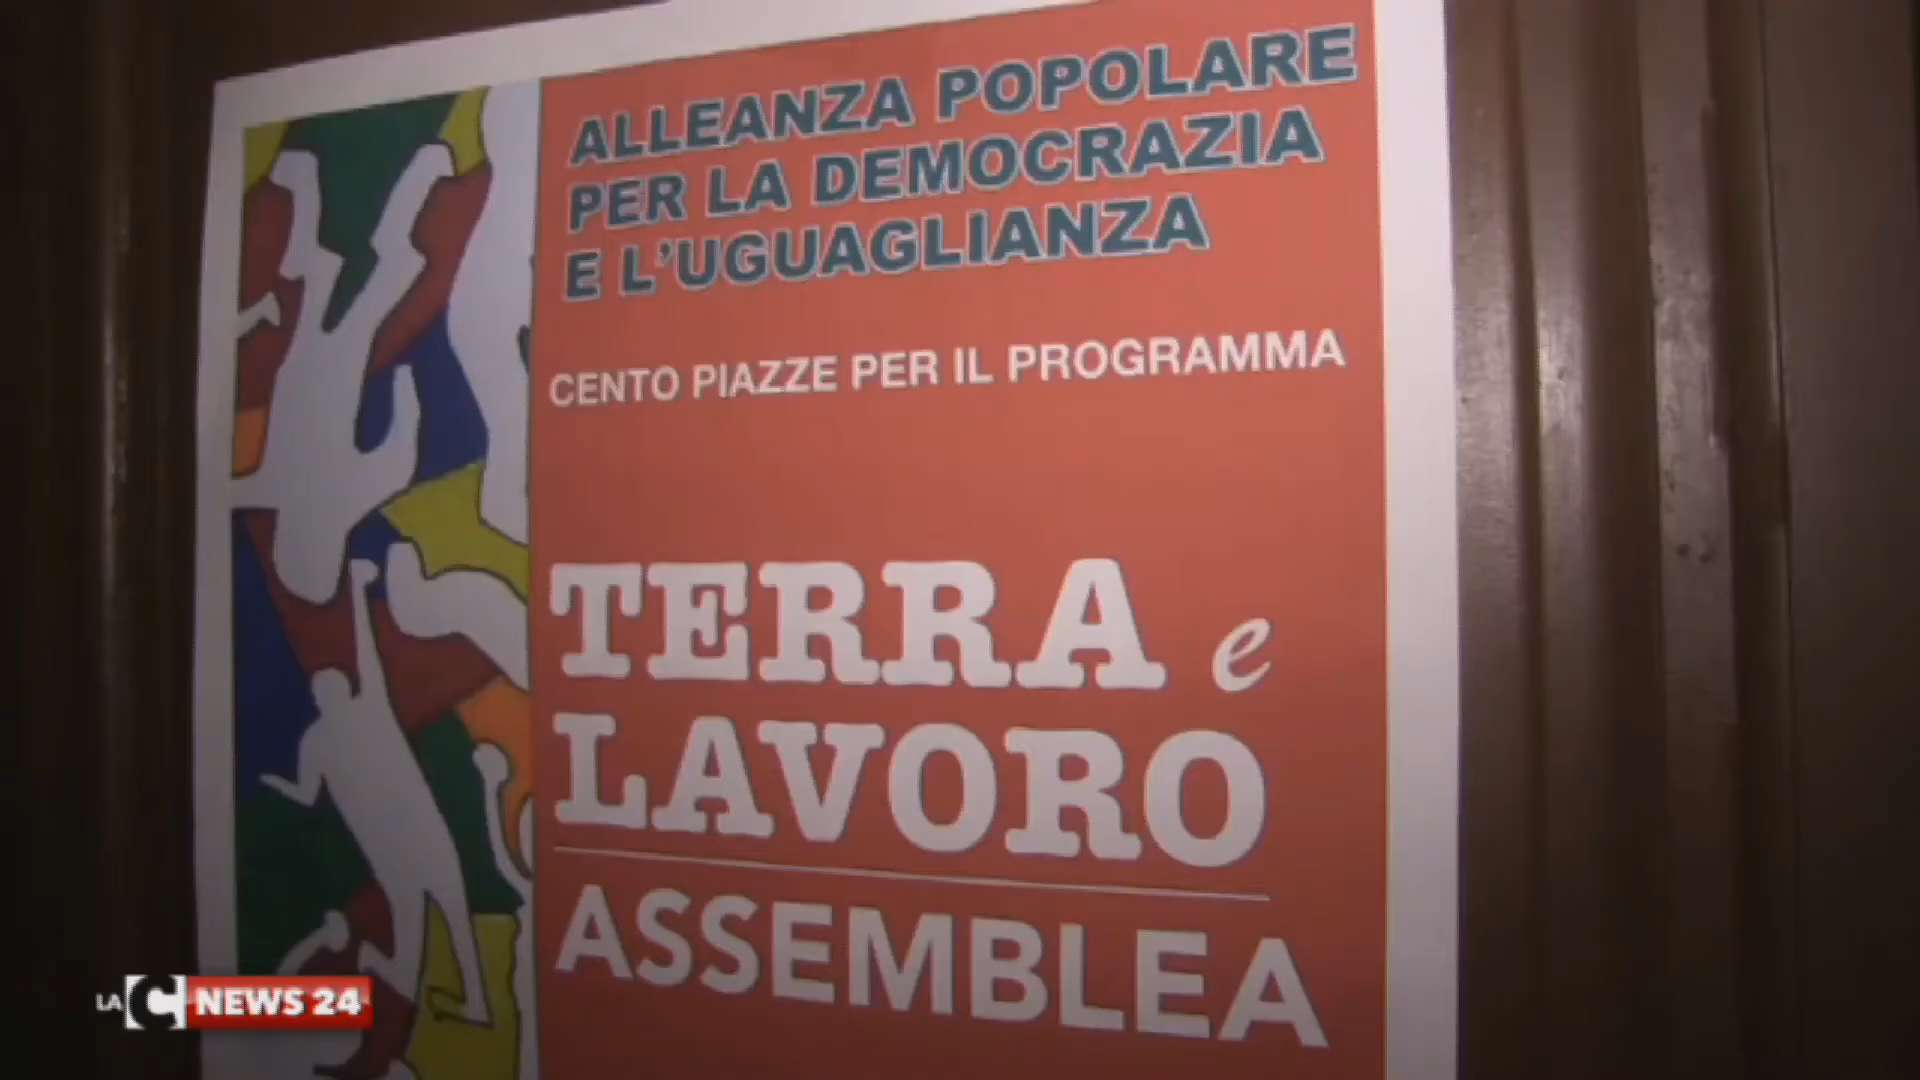 ALLEANZA POPOLARE
PER LA DEMOCRAZIA
E L'UGUAGLIANZA
CENTO PIAZZE PER IL PROGRAMMA
TERRA e
LAVORO
ASSEMBLEA
LA C NEWS 24